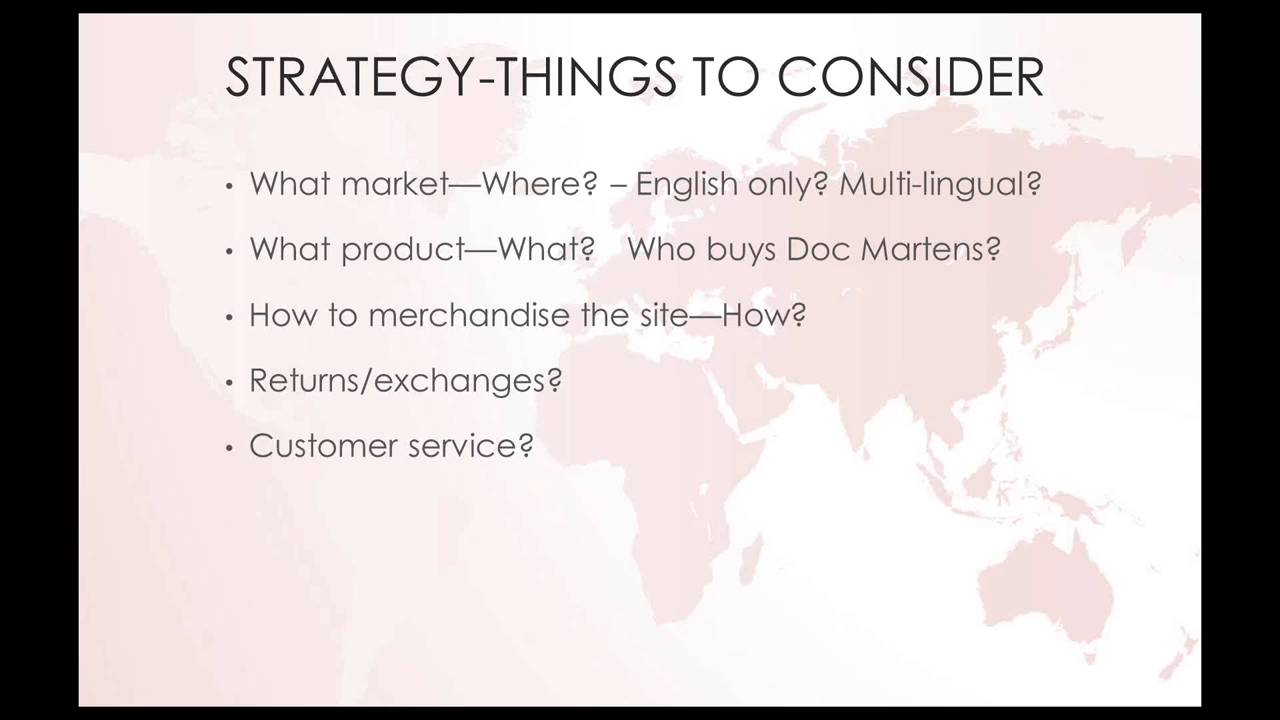 STRATEGY-THINGS TO CONSIDER
• What market—Where? – English only? Multi-lingual?
• What product—What? Who buys Doc Martens?
• How to merchandise the site—How?
• Returns/exchanges?
• Customer service?